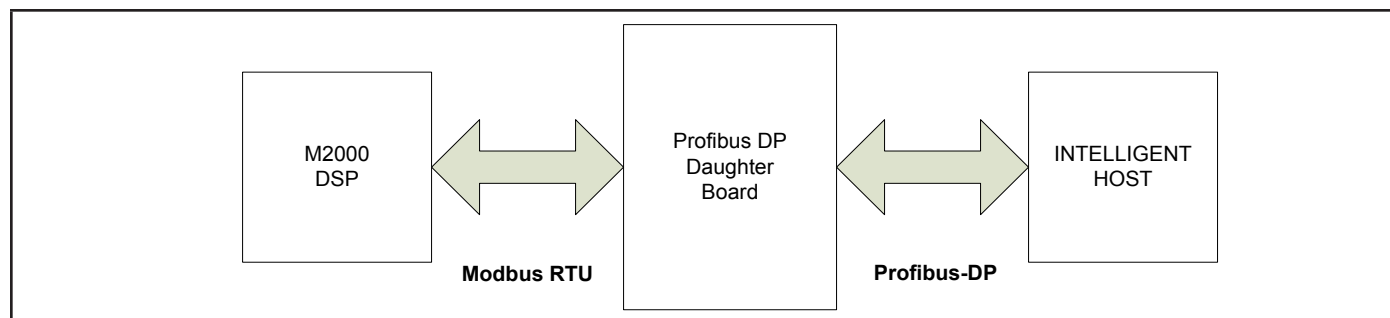 M2000
DSP
Profibus DP
Daughter
Board
INTELLIGENT
HOST
Modbus RTU
Profibus-DP